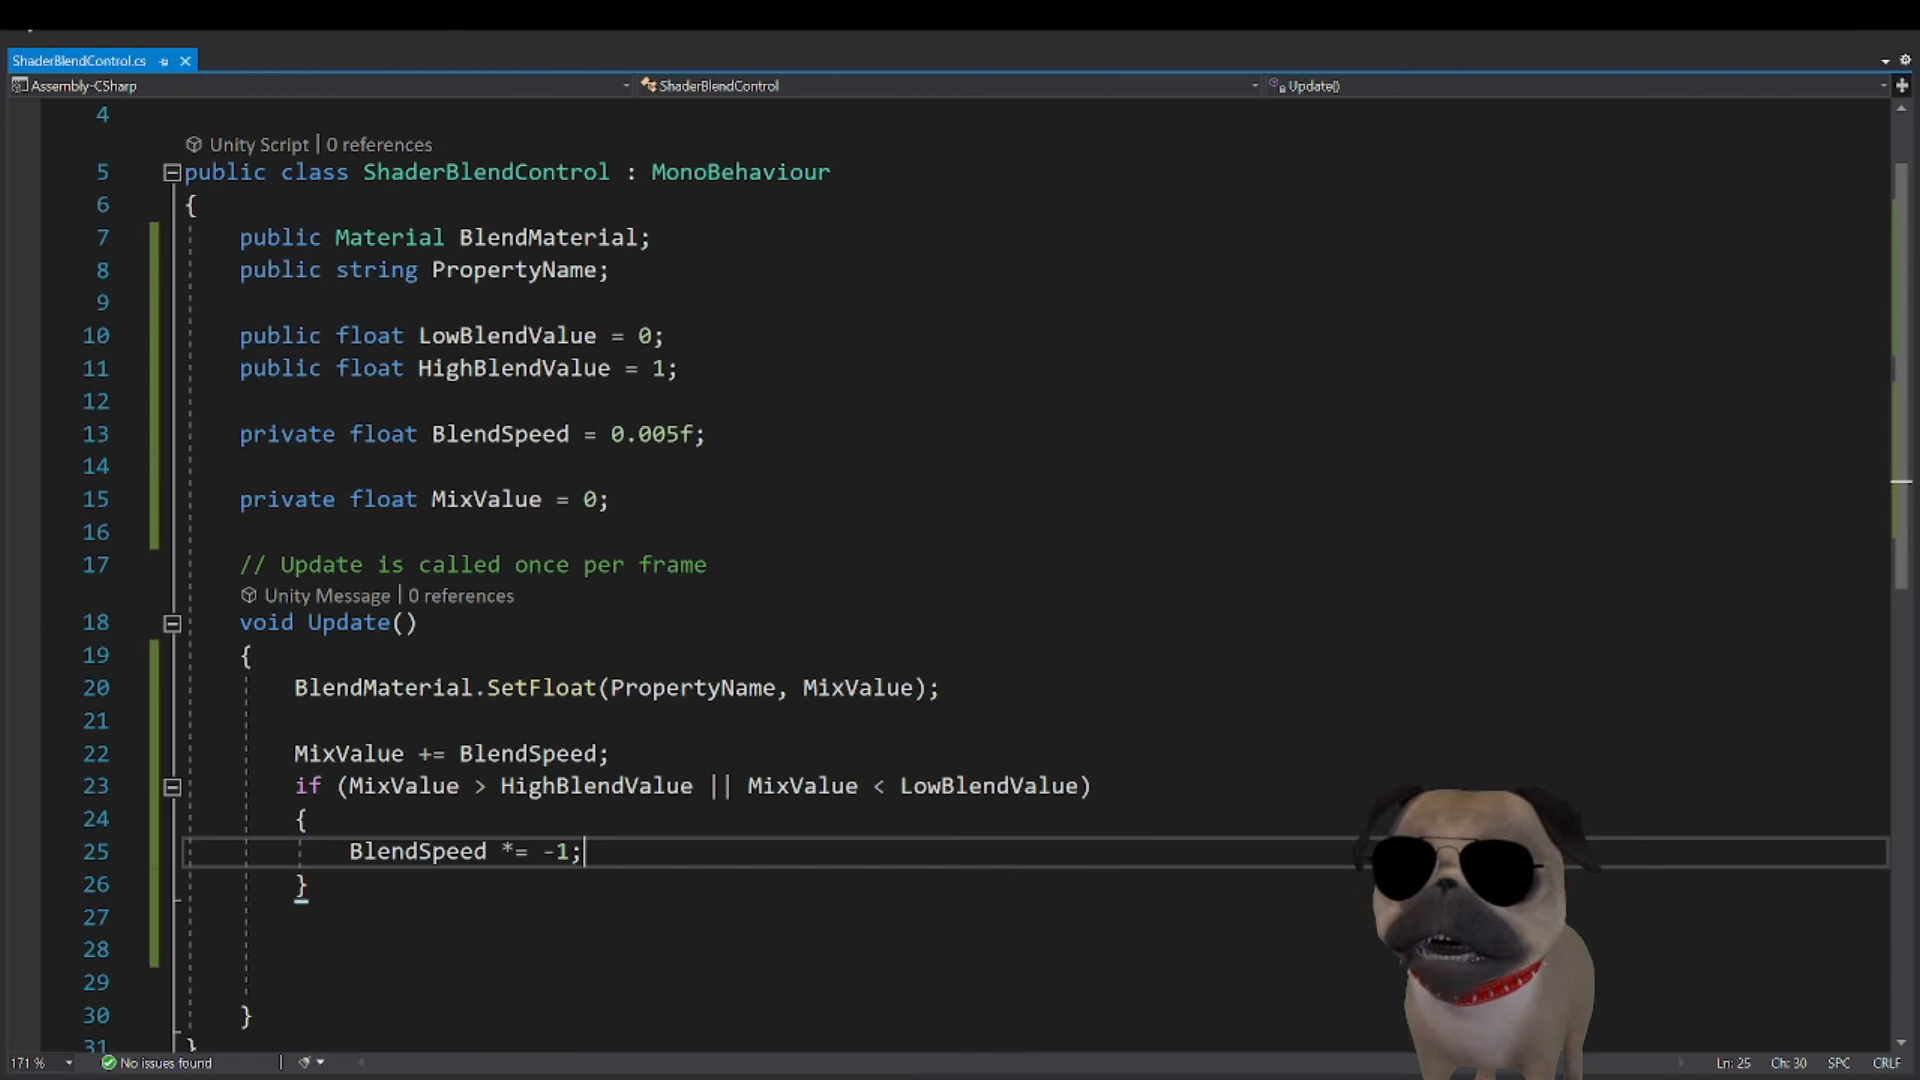 ShaderBlendControl.cs
Assembly-CSharp ShaderBlendControl Update()
4
Unity Script | 0 references
5 public class ShaderBlendControl : MonoBehaviour
6 {
7 public Material BlendMaterial;
8 public string PropertyName;
9
10 public float LowBlendValue = 0;
11 public float HighBlendValue = 1;
12
13 private float BlendSpeed = 0.005f;
14
15 private float MixValue = 0;
16
17 // Update is called once per frame
Unity Message | 0 references
18 void Update()
19 {
20 BlendMaterial.SetFloat(PropertyName, MixValue);
21
22 MixValue += BlendSpeed;
23 if (MixValue > HighBlendValue || MixValue < LowBlendValue)
24 {
25 BlendSpeed *= -1;
26 }
27
28
29
30 }
31 }
171 % No issues found Ln: 25 Ch: 30 SPC CRLF